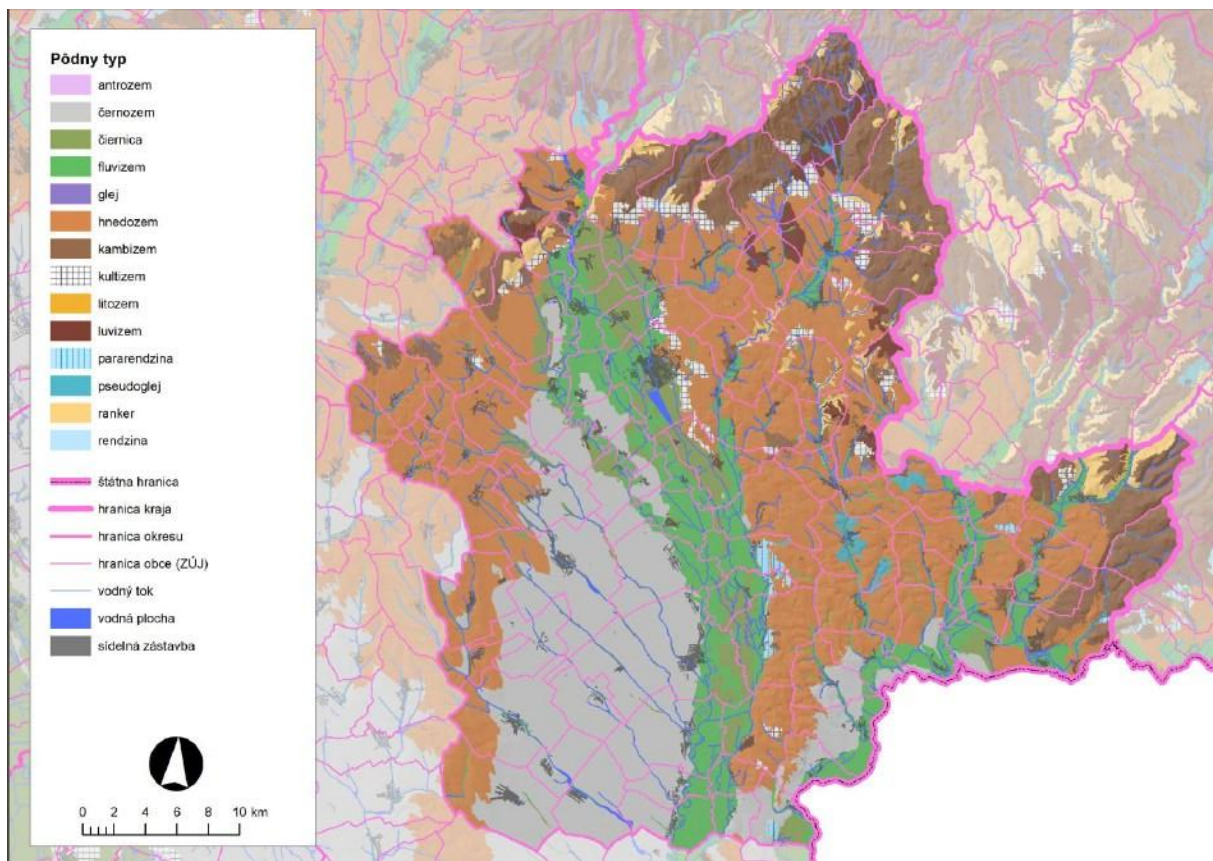 Pôdny typ
antrozem
černozem
čiernica
fluvizem
glej
hnedozem
kambizem
kultizem
litozem
luvizem
pararendzina
pseudoglej
ranker
rendzina
štátna hranica
hranica kraja
hranica okresu
hranica obce (ZÚJ)
vodný tok
vodná plocha
sídelná zástavba
0 2 4 6 8 10 km